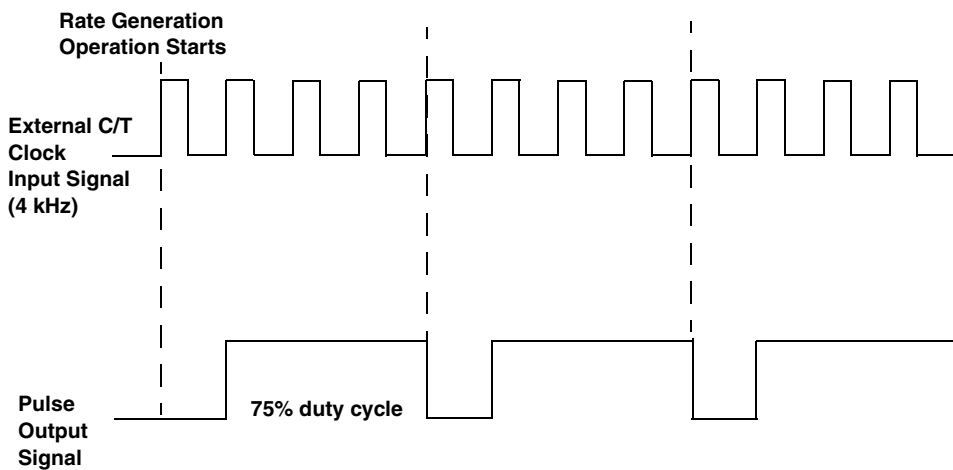 Rate Generation
Operation Starts
External C/T
Clock
Input Signal
(4 kHz)
75% duty cycle
Pulse
Output
Signal